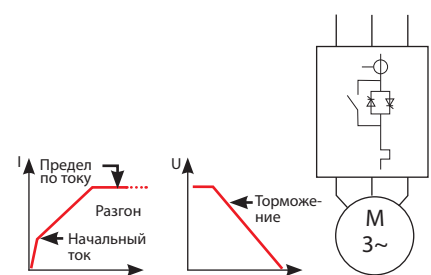 I
Предел
по току
Разгон
Начальный
ток
U
Торможе-
ние
M
3~